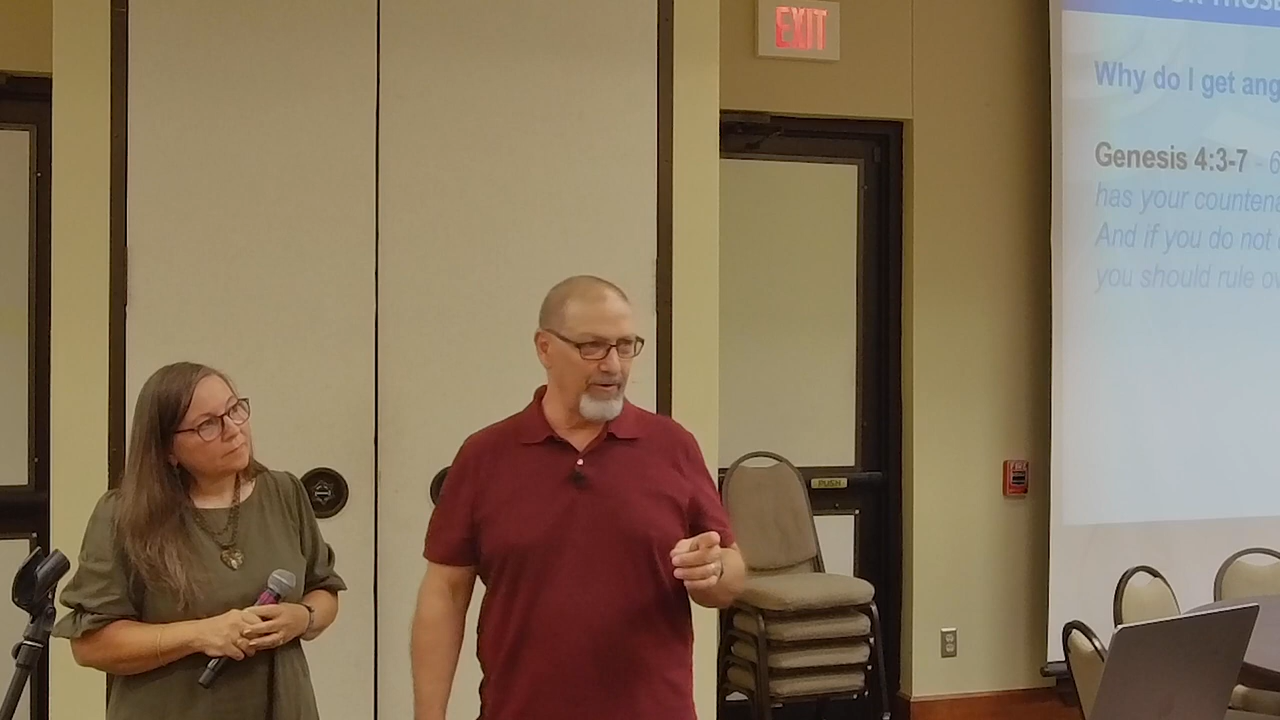 EXIT
Why do I get ang
Genesis 4:3-7 - 6
has your countena
And if you do not
you should rule ov
PUSH